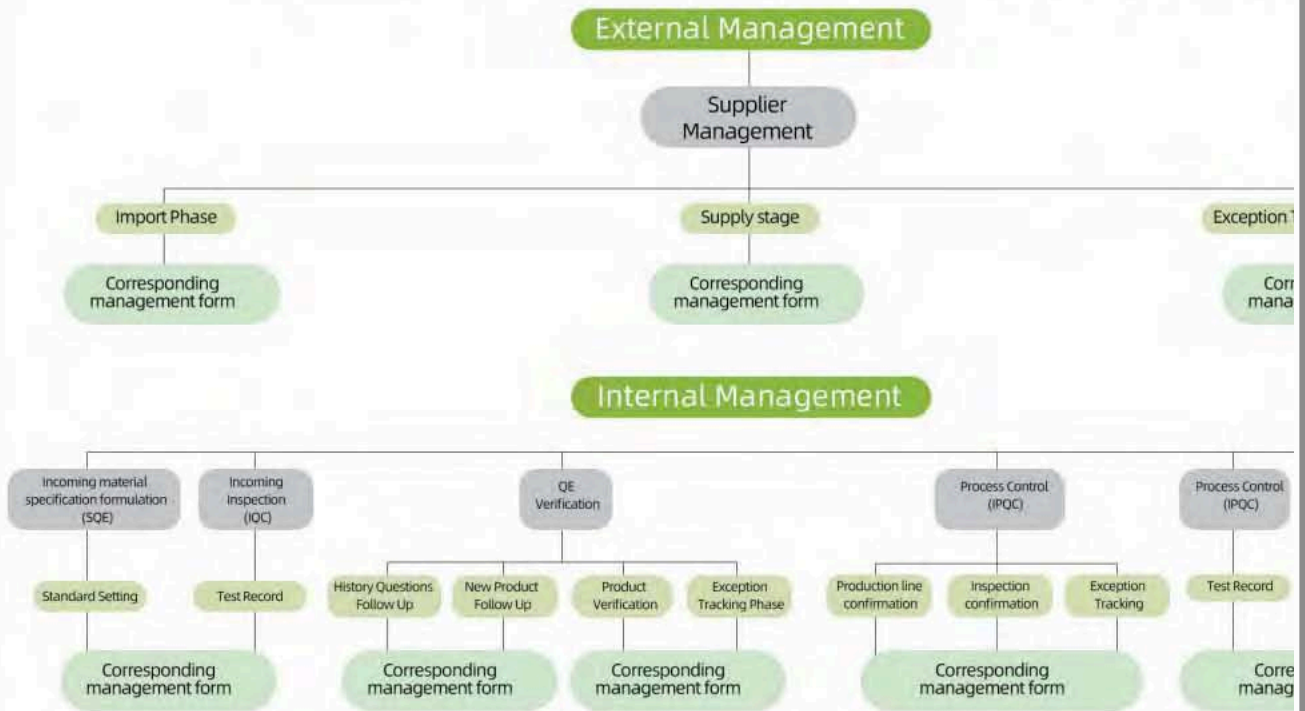 External Management
Supplier
Management
Import Phase
Supply stage
Exception
Corresponding
management form
Corresponding
management form
Internal Management
Incoming material
specification formulation
(SQE)
Incoming
Inspection
(IQC)
QE
Verification
Process Control
(IPQC)
Process Control
(IPQC)
Standard Setting
Test Record
History Questions
Follow Up
New Product
Follow Up
Product
Verification
Exception
Tracking Phase
Production line
confirmation
Inspection
confirmation
Exception
Tracking
Test Record
Corresponding
management form
Corresponding
management form
Corresponding
management form
Corresponding
management form